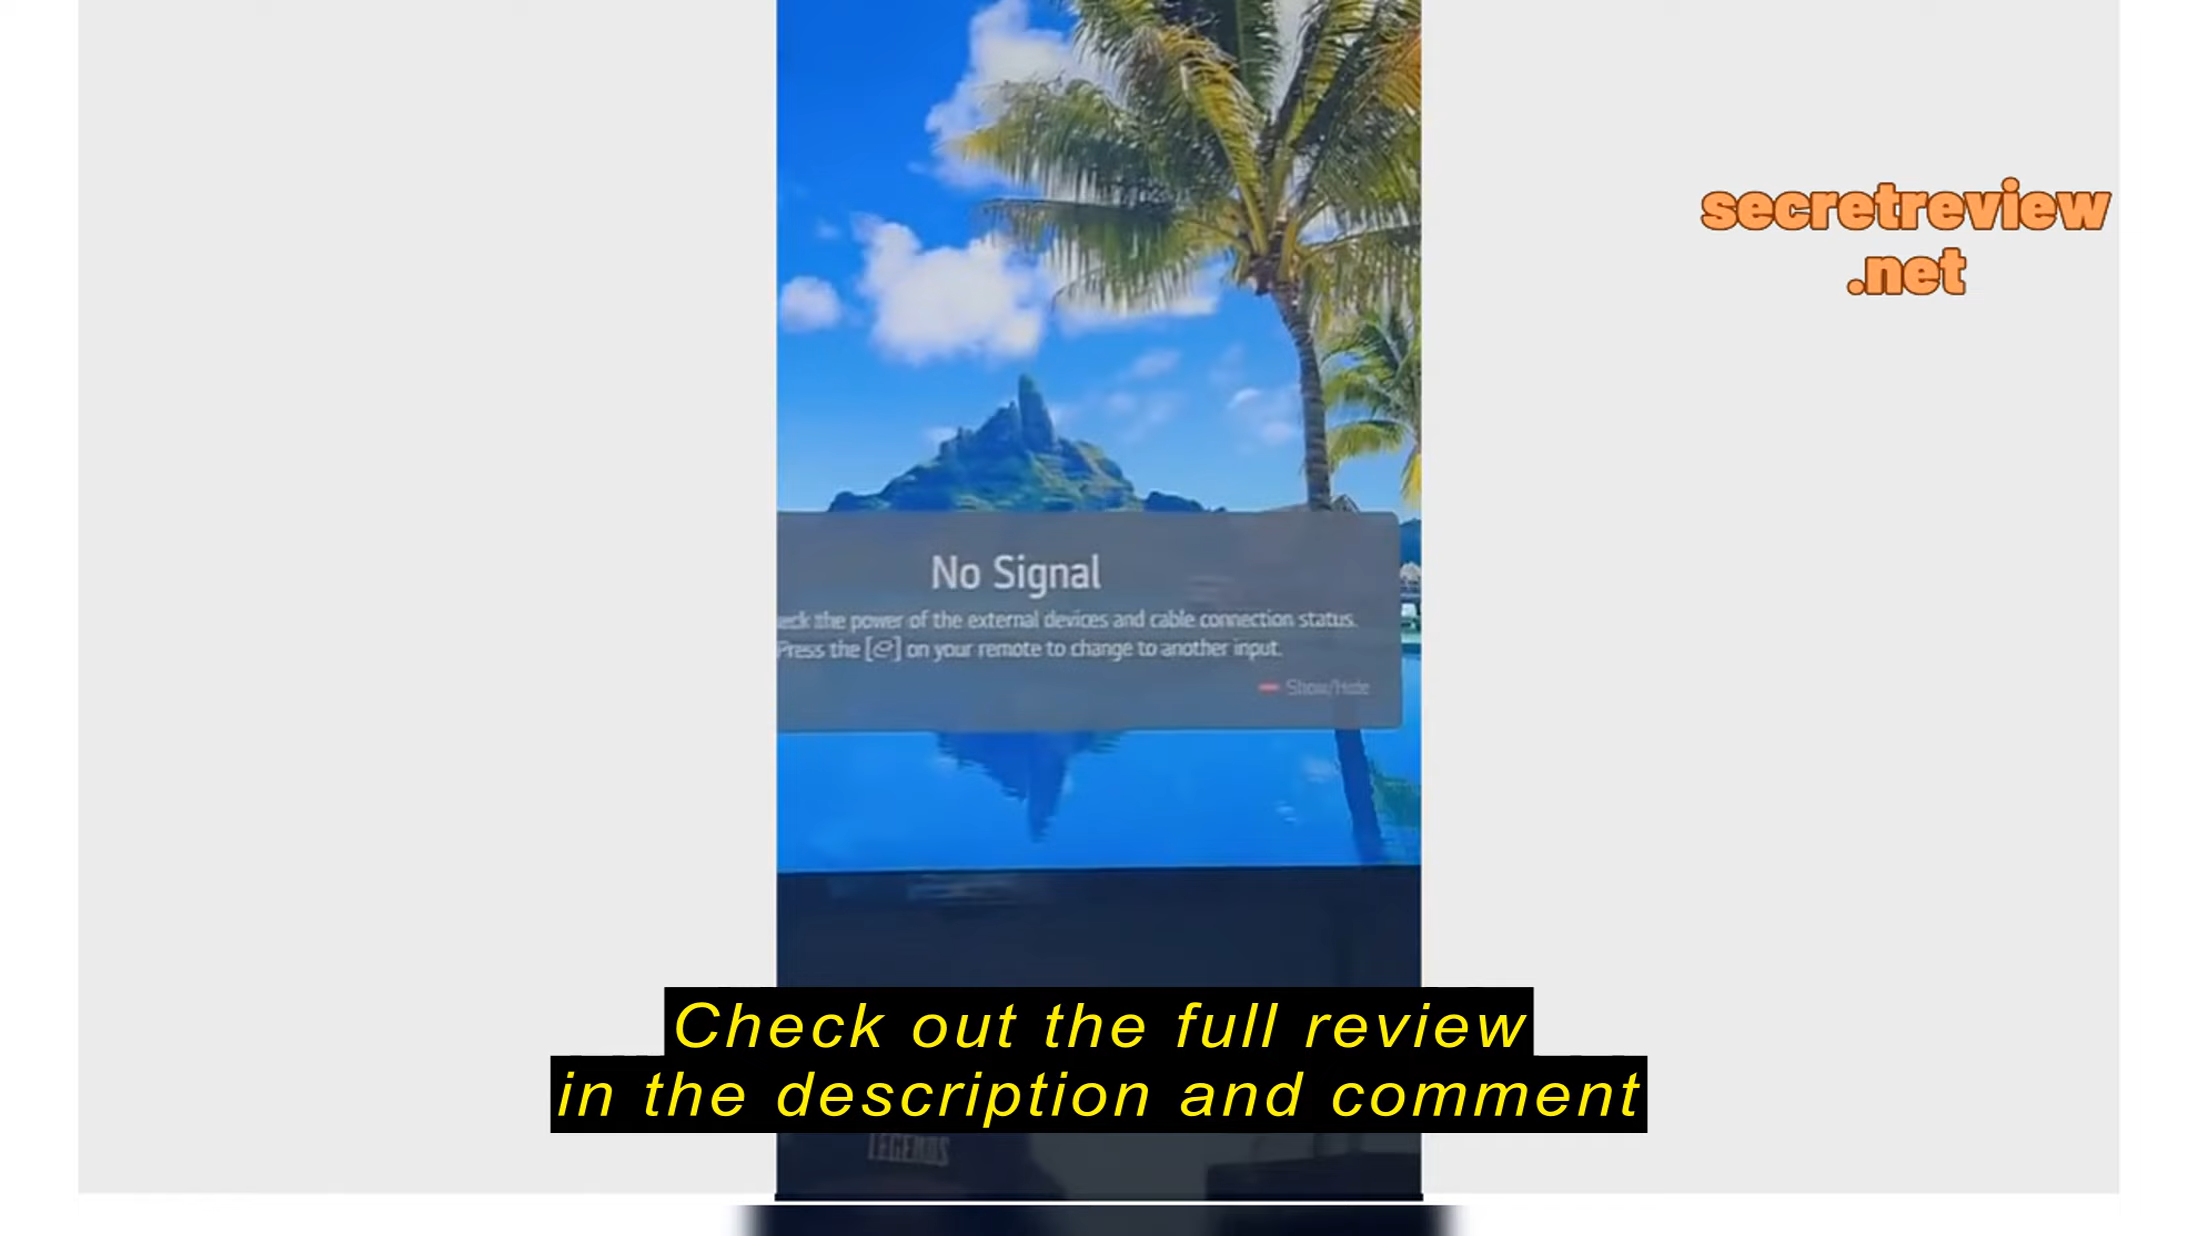 secretreview
.net
No Signal
the power of the external devices and cable connection status.
Press the [] on your remote to change to another input.
Show/Hide
Check out the full review
in the description and comment
LEGENDS